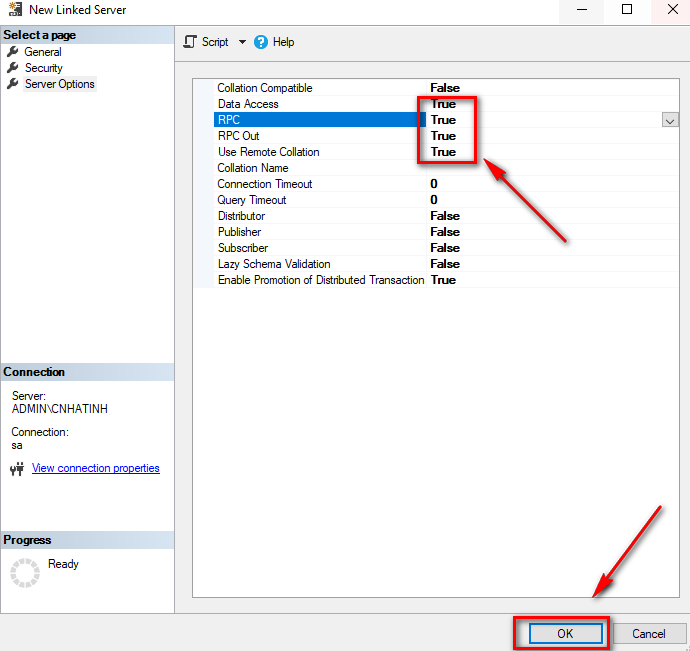 New Linked Server
Select a page
General
Security
Server Options
Script Help
Collation Compatible False
Data Access True
RPC True
RPC Out True
Use Remote Collation True
Collation Name
Connection Timeout 0
Query Timeout 0
Distributor False
Publisher False
Subscriber False
Lazy Schema Validation False
Enable Promotion of Distributed Transaction True
Connection
Server:
ADMIN\CNHATINH
Connection:
sa
View connection properties
Progress
Ready
OK Cancel